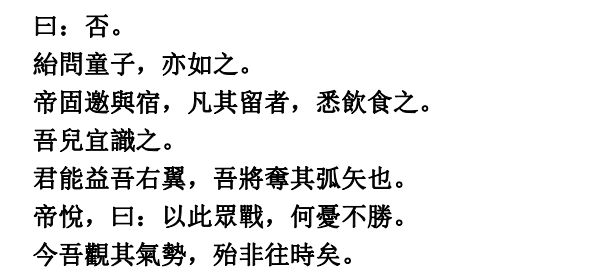 曰：否。
紿問童子，亦如之。
帝固邀與宿，凡其留者，悉飲食之。
吾兒宜識之。
君能益吾右翼，吾將奪其弧矢也。
帝悅，曰：以此眾戰，何憂不勝。
今吾觀其氣勢，殆非往時矣。